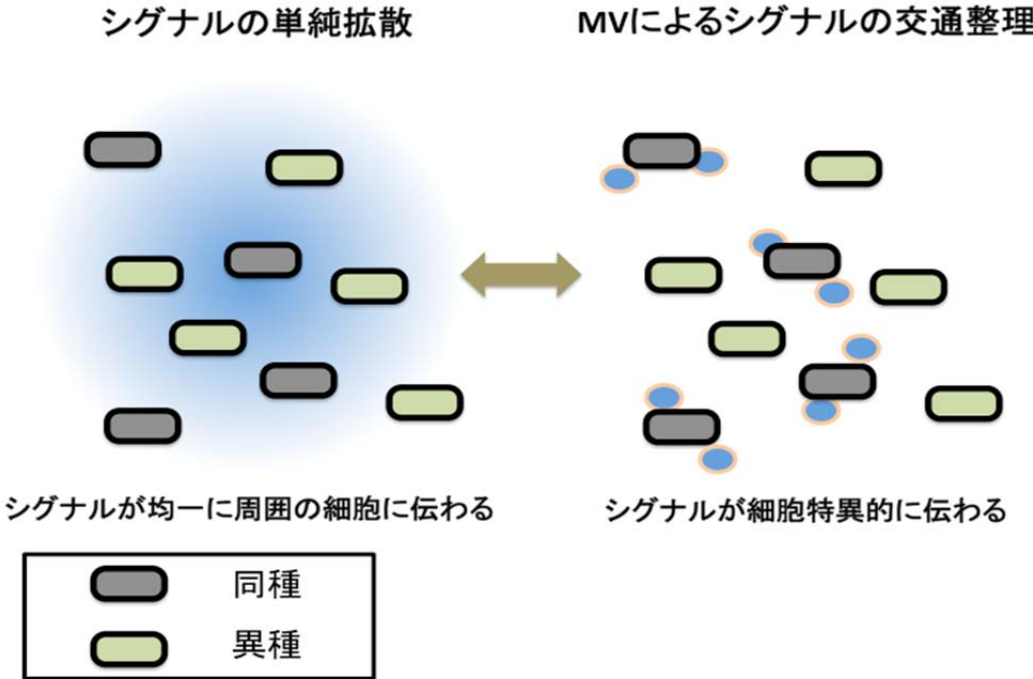 シグナルの単純拡散
MVによるシグナルの交通整理
シグナルが均一に周囲の細胞に伝わる
シグナルが細胞特異的に伝わる
同種
異種